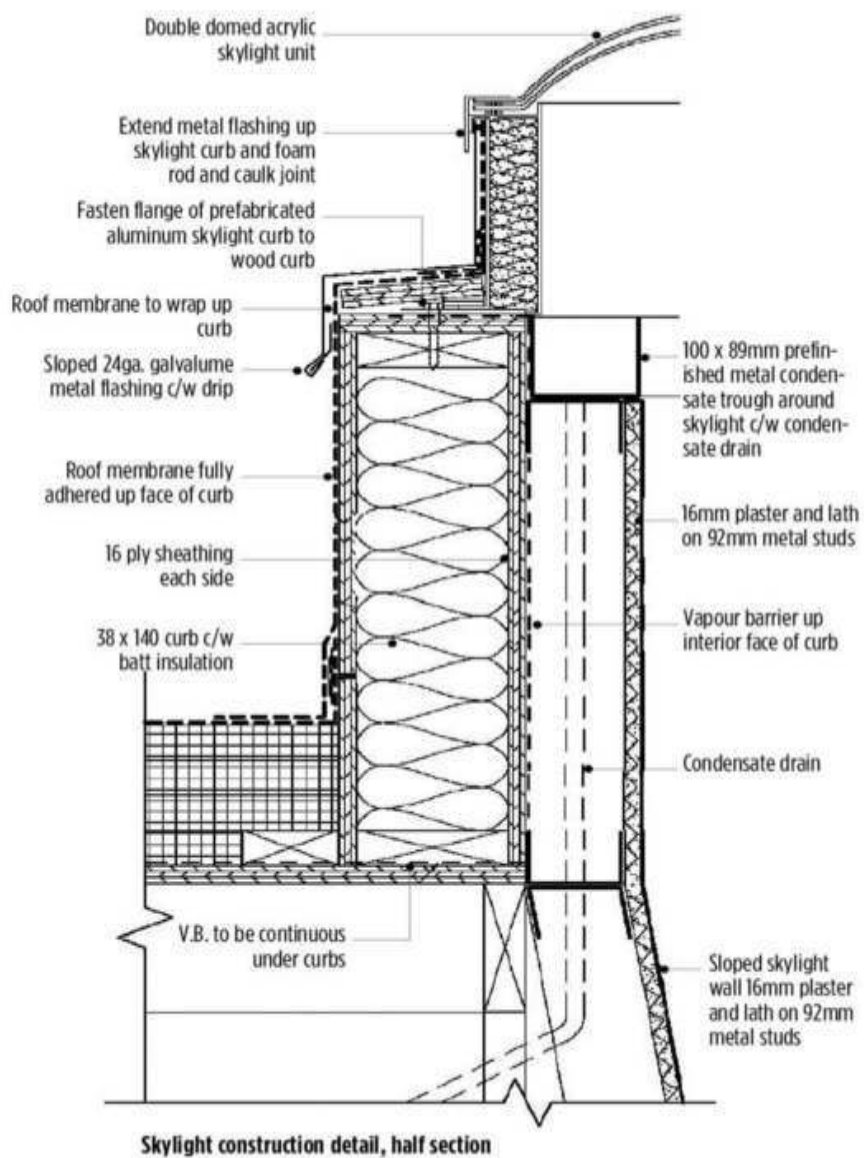 Double domed acrylic
skylight unit
Extend metal flashing up
skylight curb and foam
rod and caulk joint
Fasten flange of prefabricated
aluminum skylight curb to
wood curb
Roof membrane to wrap up
curb
Sloped 24ga. galvalume
metal flashing c/w drip
Roof membrane fully
adhered up face of curb
16 ply sheathing
each side
38 x 140 curb c/w
batt insulation
V.B. to be continuous
under curbs
100 x 89mm prefin-
ished metal conden-
sate trough around
skylight c/w conden-
sate drain
16mm plaster and lath
on 92mm metal studs
Vapour barrier up
interior face of curb
Condensate drain
Sloped skylight
wall 16mm plaster
and lath on 92mm
metal studs
Skylight construction detail, half section